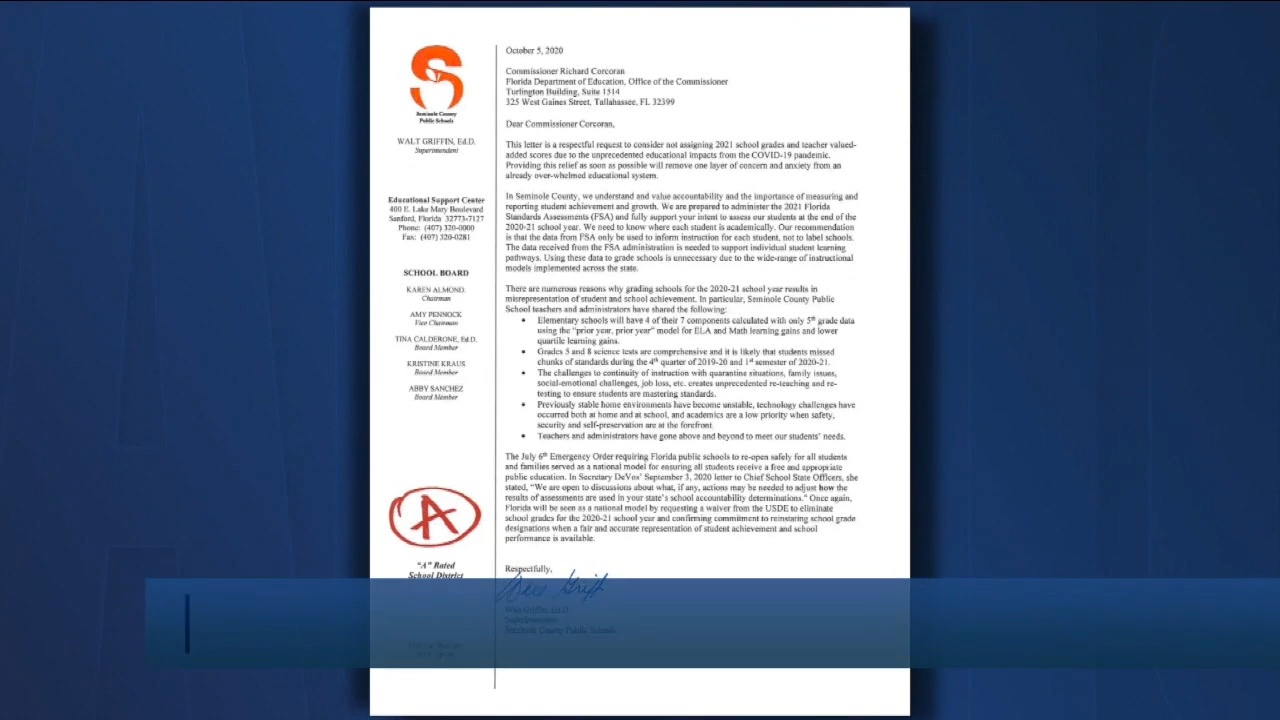 Seminole County
Public Schools
WALT GRIFFIN, Ed.D.
Superintendent
Educational Support Center
400 E. Lake Mary Boulevard
Sanford, Florida 32773-7127
Phone: (407) 320-0000
Fax: (407) 320-0281
SCHOOL BOARD
KAREN ALMOND
Chairman
AMY PENNOCK
Vice Chairman
TINA CALDERONE, Ed.D.
Board Member
KRISTINE KRAUS
Board Member
ABBY SANCHEZ
Board Member
A
"A" Rated
School District
October 5, 2020
Commissioner Richard Corcoran
Florida Department of Education, Office of the Commissioner
Turlington Building, Suite 1514
325 West Gaines Street, Tallahassee, FL 32399
Dear Commissioner Corcoran,
This letter is a respectful request to consider not assigning 2021 school grades and teacher valued-
added scores due to the unprecedented educational impacts from the COVID-19 pandemic.
Providing this relief as soon as possible will remove one layer of concern and anxiety from an
already over-whelmed educational system.
In Seminole County, we understand and value accountability and the importance of measuring and
reporting student achievement and growth. We are prepared to administer the 2021 Florida
Standards Assessments (FSA) and fully support your intent to assess our students at the end of the
2020-21 school year. We need to know where each student is academically. Our recommendation
is that the data from FSA only be used to inform instruction for each student, not to label schools.
The data received from the FSA administration is needed to support individual student learning
pathways. Using these data to grade schools is unnecessary due to the wide-range of instructional
models implemented across the state.
There are numerous reasons why grading schools for the 2020-21 school year results in
misrepresentation of student and school achievement. In particular, Seminole County Public
School teachers and administrators have shared the following:
• Elementary schools will have 4 of their 7 components calculated with only 5th grade data
using the "prior year, prior year" model for ELA and Math learning gains and lower
quartile learning gains.
• Grades 5 and 8 science tests are comprehensive and it is likely that students missed
chunks of standards during the 4th quarter of 2019-20 and 1st semester of 2020-21.
• The challenges to continuity of instruction with quarantine situations, family issues,
social-emotional challenges, job loss, etc. creates unprecedented re-teaching and re-
testing to ensure students are mastering standards.
• Previously stable home environments have become unstable, technology challenges have
occurred both at home and at school, and academics are a low priority when safety,
security and self-preservation are at the forefront.
• Teachers and administrators have gone above and beyond to meet our students' needs.
The July 6th Emergency Order requiring Florida public schools to re-open safely for all students
and families served as a national model for ensuring all students receive a free and appropriate
public education. In Secretary DeVos' September 3, 2020 letter to Chief School State Officers, she
stated, "We are open to discussions about what, if any, actions may be needed to adjust how the
results of assessments are used in your state's school accountability determinations." Once again,
Florida will be seen as a national model by requesting a waiver from the USDE to eliminate
school grades for the 2020-21 school year and confirming commitment to reinstating school grade
designations when a fair and accurate representation of student achievement and school
performance is available.
Respectfully,
Walt Griffin, Ed.D.
Superintendent
Seminole County Public Schools